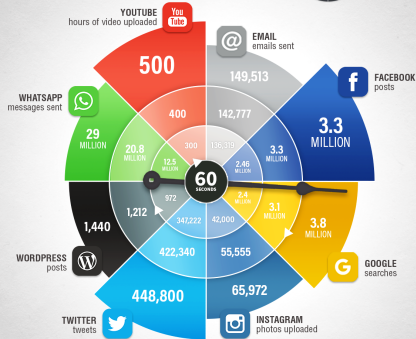 YOUTUBE
hours of video uploaded
You
Tube
500
400
300
EMAIL
emails sent
149,513
142,777
FACEBOOK
posts
3.3
MILLION
3.3
MILLION
2.46
MILLION
WHATSAPP
messages sent
29
MILLION
20.8
MILLION
12.5
MILLION
60
SECONDS
1,440
1,212
972
WORDPRESS
posts
3.8
MILLION
3.1
MILLION
2.4
MILLION
G
GOOGLE
searches
448,800
422,340
347,222
TWITTER
tweets
65,972
55,555
42,000
INSTAGRAM
photos uploaded